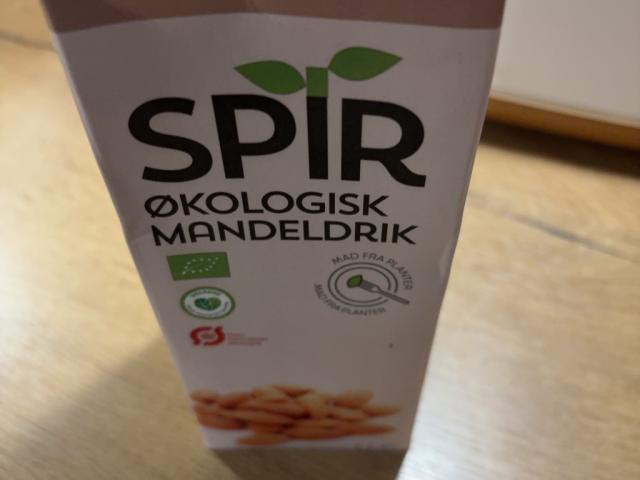 SPIR
ØKOLOGISK
MANDELDRIK
MAD FRA PLANTER
MAD FRA PLANTER